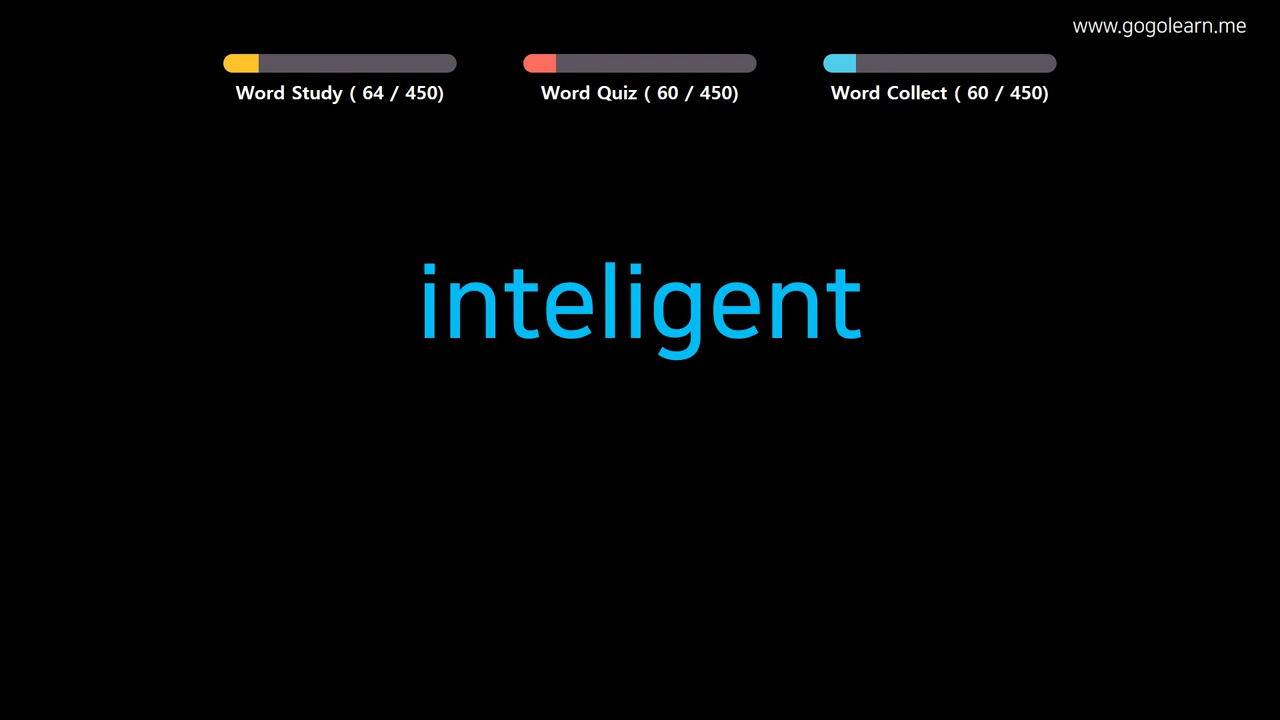 www.gogolearn.me
Word Study ( 64 / 450)
Word Quiz ( 60 / 450)
Word Collect ( 60 / 450)
inteligent